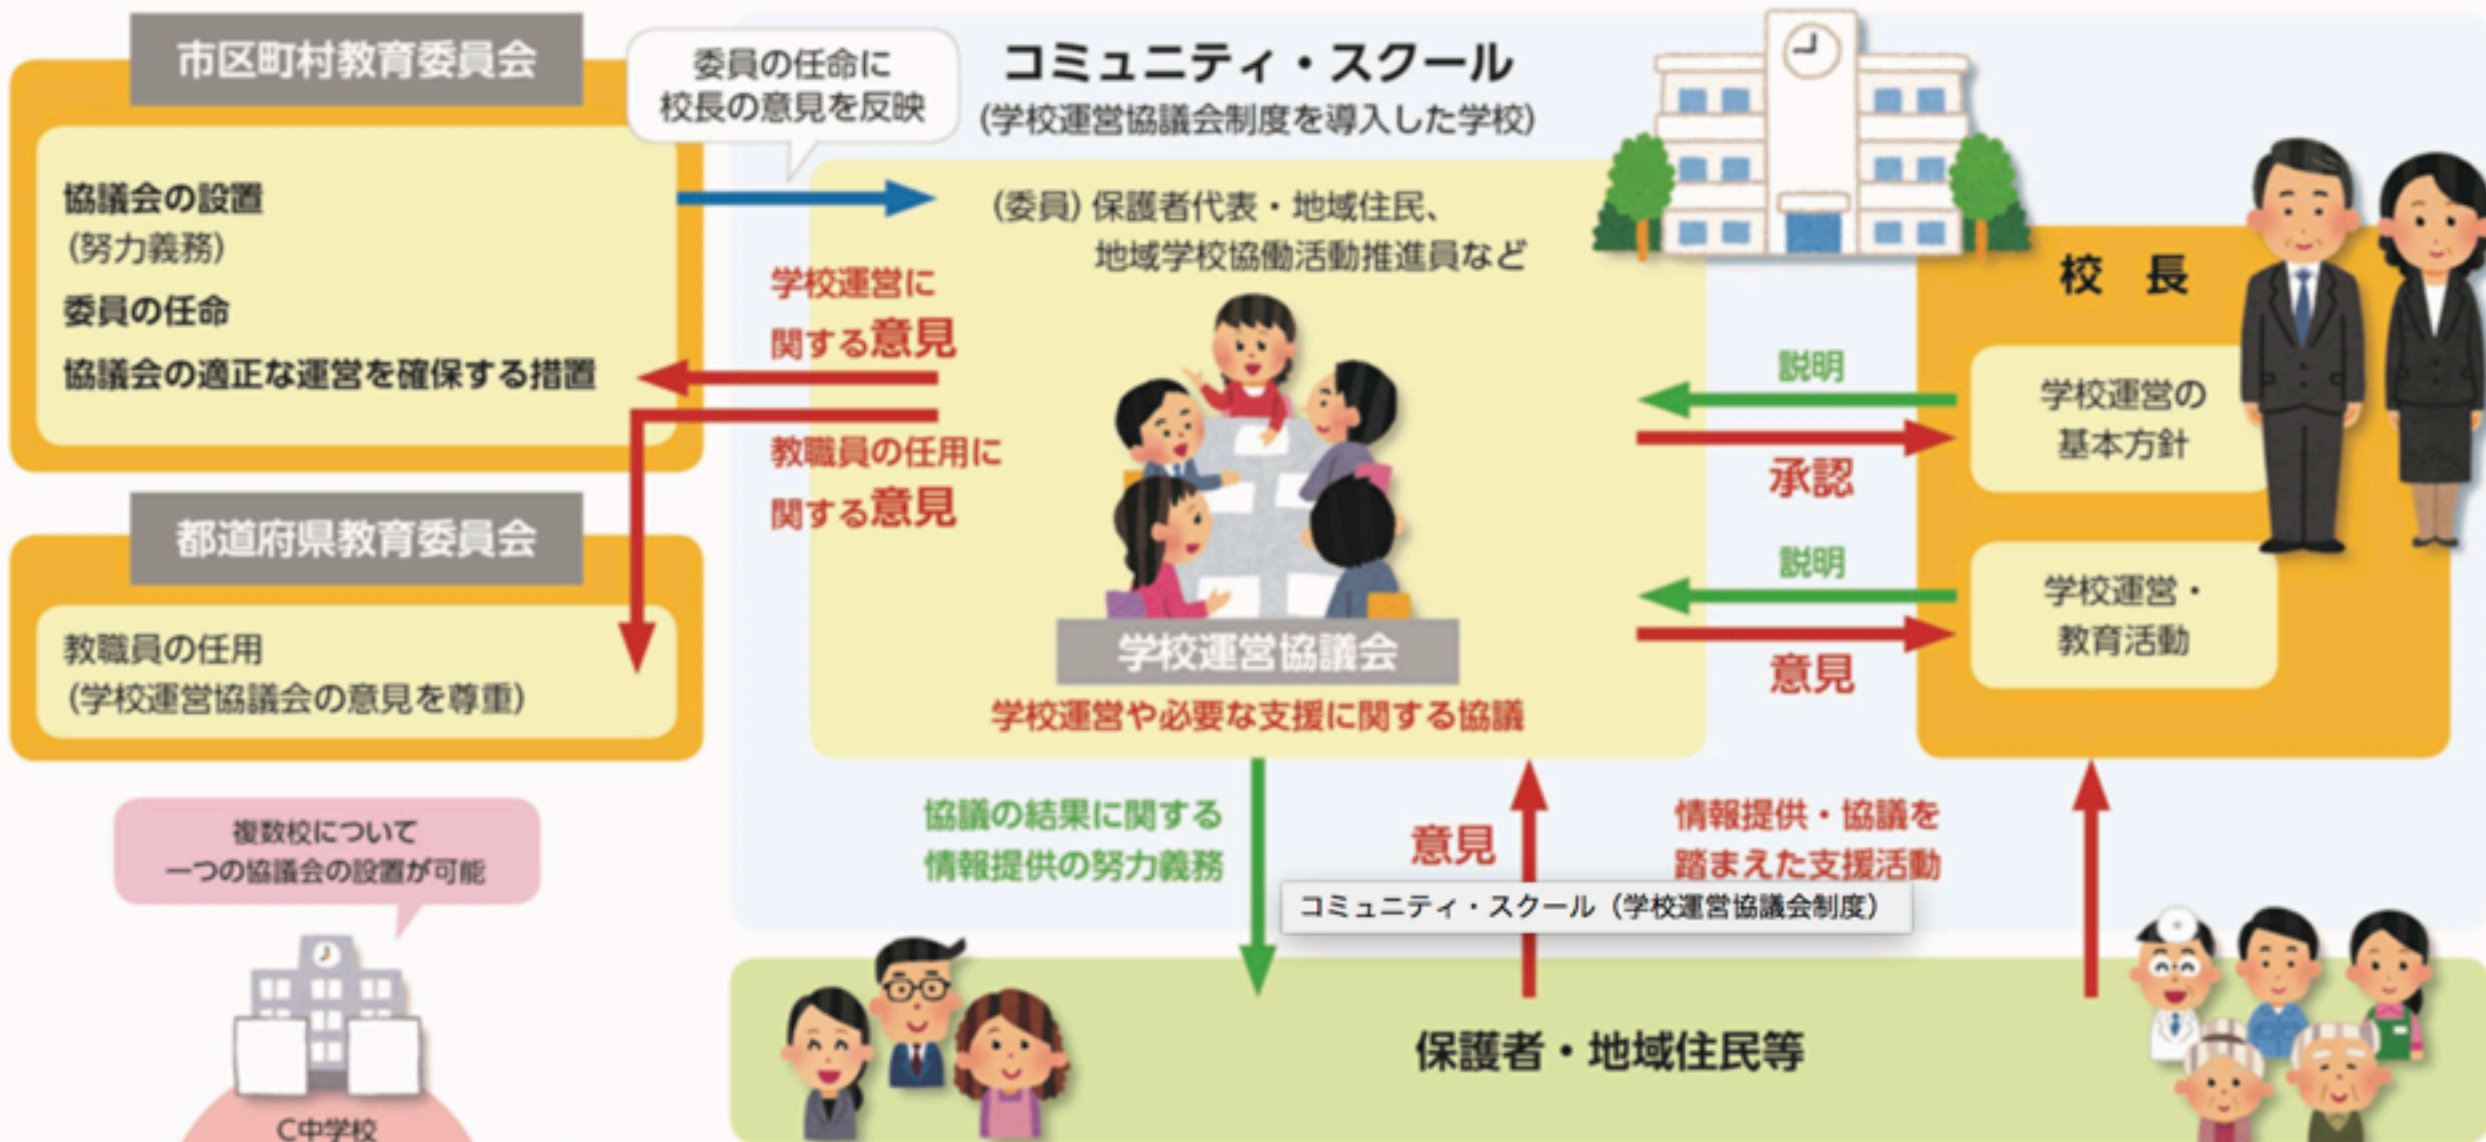 市区町村教育委員会
協議会の設置
(努力義務)
委員の任命
協議会の適正な運営を確保する措置
都道府県教育委員会
教職員の任用
(学校運営協議会の意見を尊重)
複数校について
一つの協議会の設置が可能
C中学校
委員の任命に
校長の意見を反映
コミュニティ・スクール
(学校運営協議会制度を導入した学校)
(委員) 保護者代表・地域住民、
地域学校協働活動推進員など
学校運営に
関する意見
教職員の任用に
関する意見
学校運営協議会
学校運営や必要な支援に関する協議
校 長
説明
承認
学校運営の
基本方針
説明
意見
学校運営・
教育活動
協議の結果に関する
情報提供の努力義務
意見
情報提供・協議を
踏まえた支援活動
コミュニティ・スクール（学校運営協議会制度）
保護者・地域住民等